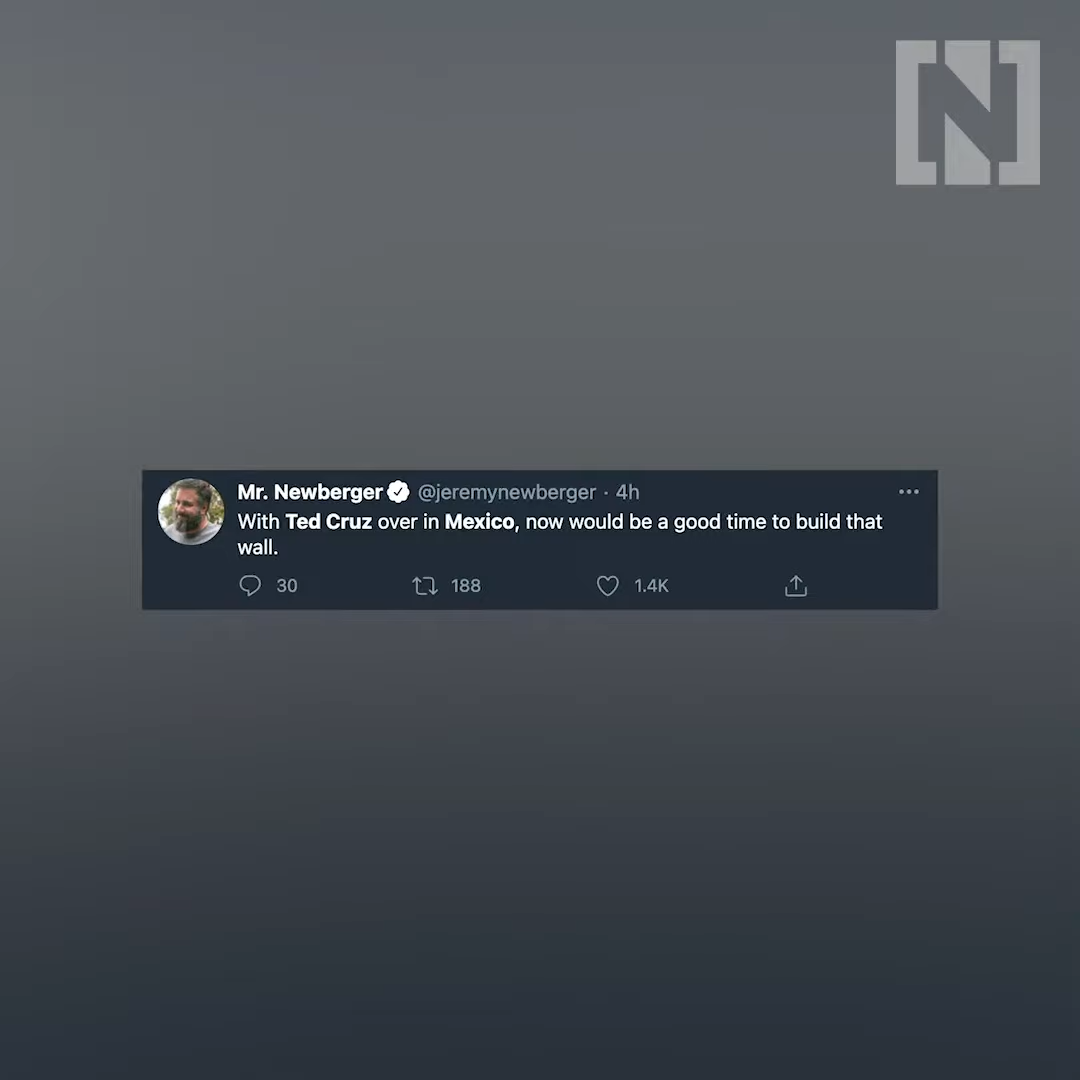 [N]
Mr. Newberger @jeremynewberger · 4h
With Ted Cruz over in Mexico, now would be a good time to build that
wall.
30 188 1.4K